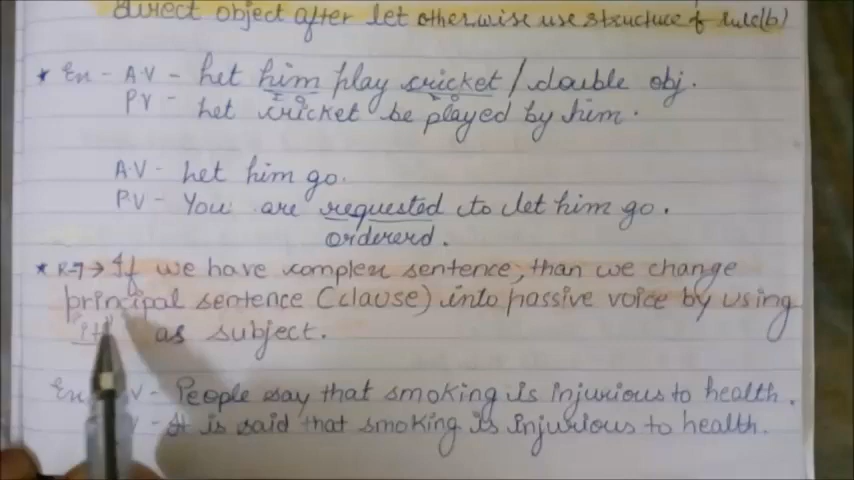 direct object after let otherwise use structure of rule(b)
* Ex - A.V - Let him play cricket / double obj.
P.V - Let cricket be played by him.
A.V - Let him go.
P.V - You are requested to let him go.
ordererd.
* R-7 → If we have complex sentence, than we change
principal sentence (clause) into passive voice by using
"it" as subject.
Ex V - People say that smoking is injurious to health.
- It is said that smoking is injurious to health.